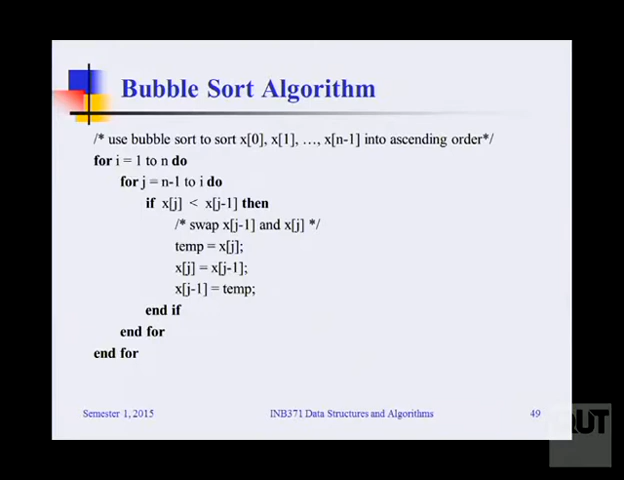 Bubble Sort Algorithm
/* use bubble sort to sort x[0], x[1], …, x[n-1] into ascending order*/
for i = 1 to n do
for j = n-1 to i do
if x[j] < x[j-1] then
/* swap x[j-1] and x[j] */
temp = x[j];
x[j] = x[j-1];
x[j-1] = temp;
end if
end for
end for
Semester 1, 2015 INB371 Data Structures and Algorithms 49
QUT